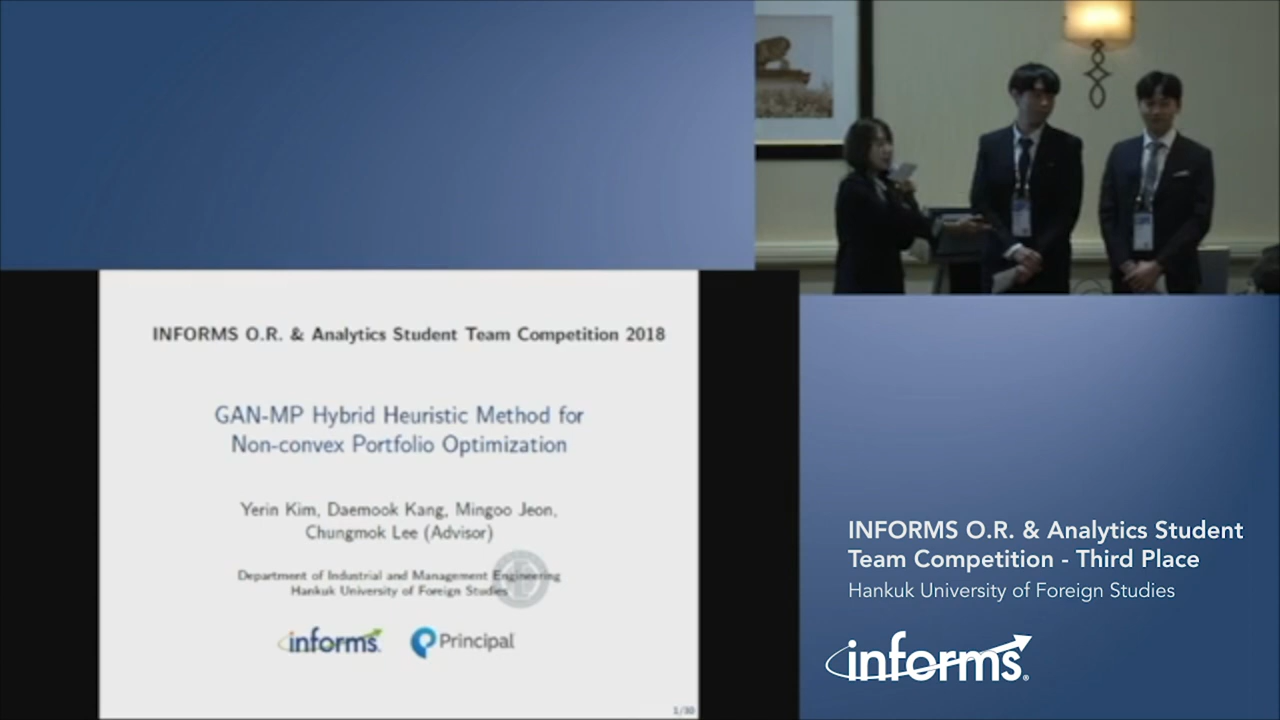 INFORMS O.R. & Analytics Student Team Competition 2018
GAN-MP Hybrid Heuristic Method for
Non-convex Portfolio Optimization
Yerin Kim, Daemook Kang, Mingoo Jeon,
Chungmok Lee (Advisor)
Department of Industrial and Management Engineering
Hankuk University of Foreign Studies
informs.
Principal
1/30
INFORMS O.R. & Analytics Student
Team Competition - Third Place
Hankuk University of Foreign Studies
informs.